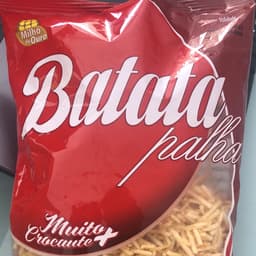 Milho
de Ouro
Batata
palha
Muito +
Crocante